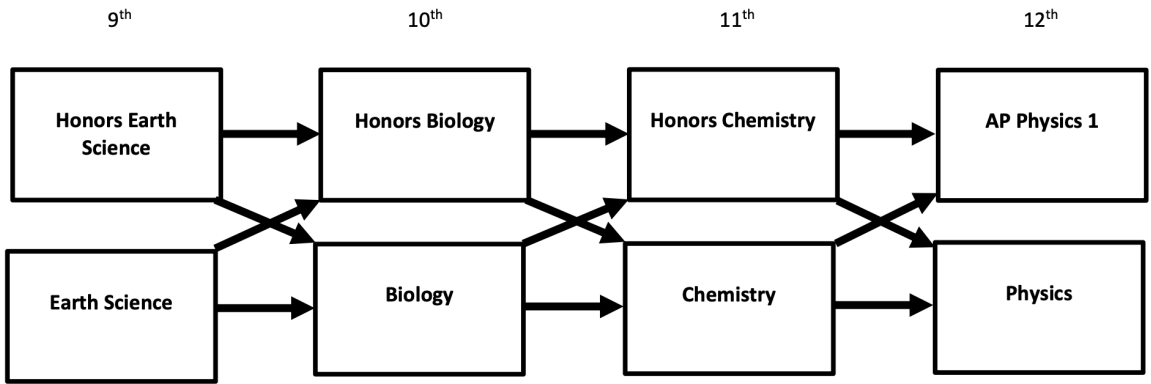 9th 10th 11th 12th
Honors Earth
Science
Honors Biology
Honors Chemistry
AP Physics 1
Earth Science
Biology
Chemistry
Physics